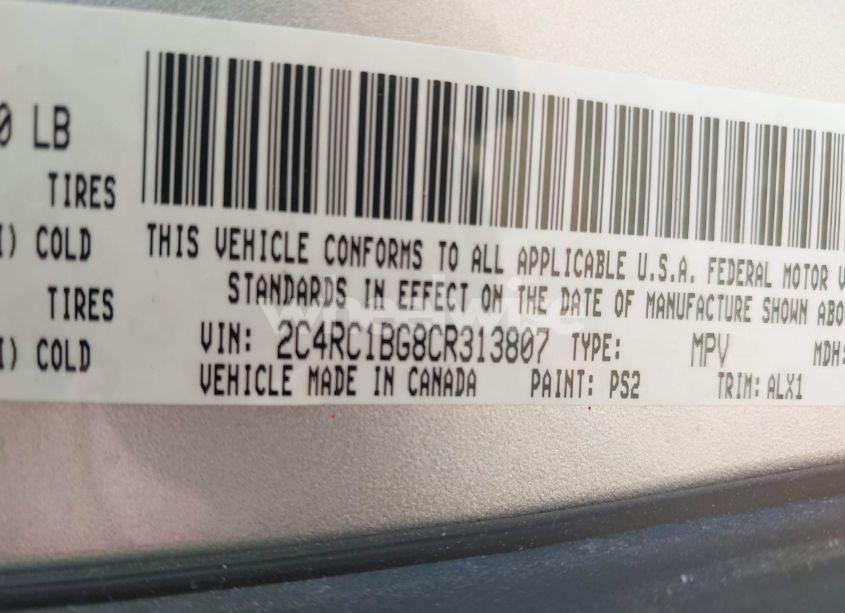 0 LB
TIRES
I) COLD
TIRES
I) COLD
THIS VEHICLE CONFORMS TO ALL APPLICABLE U.S.A. FEDERAL MOTOR V
STANDARDS IN EFFECT ON THE DATE OF MANUFACTURE SHOWN ABO
VIN: 2C4RC1BG8CR313807 TYPE: MPV MDH:
VEHICLE MADE IN CANADA PAINT: PS2 TRIM: ALX1